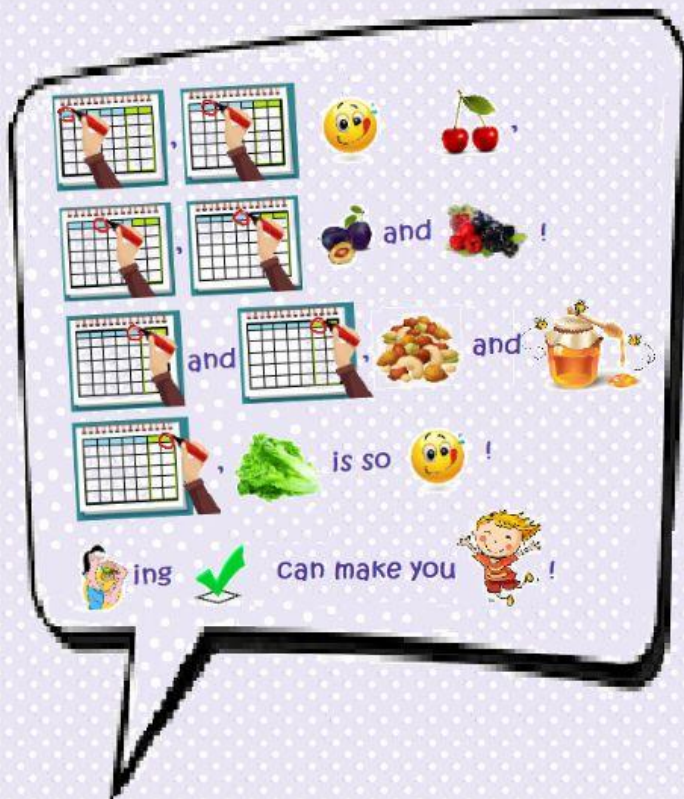 , ,
, and !
and , and
, is so !
ing can make you !